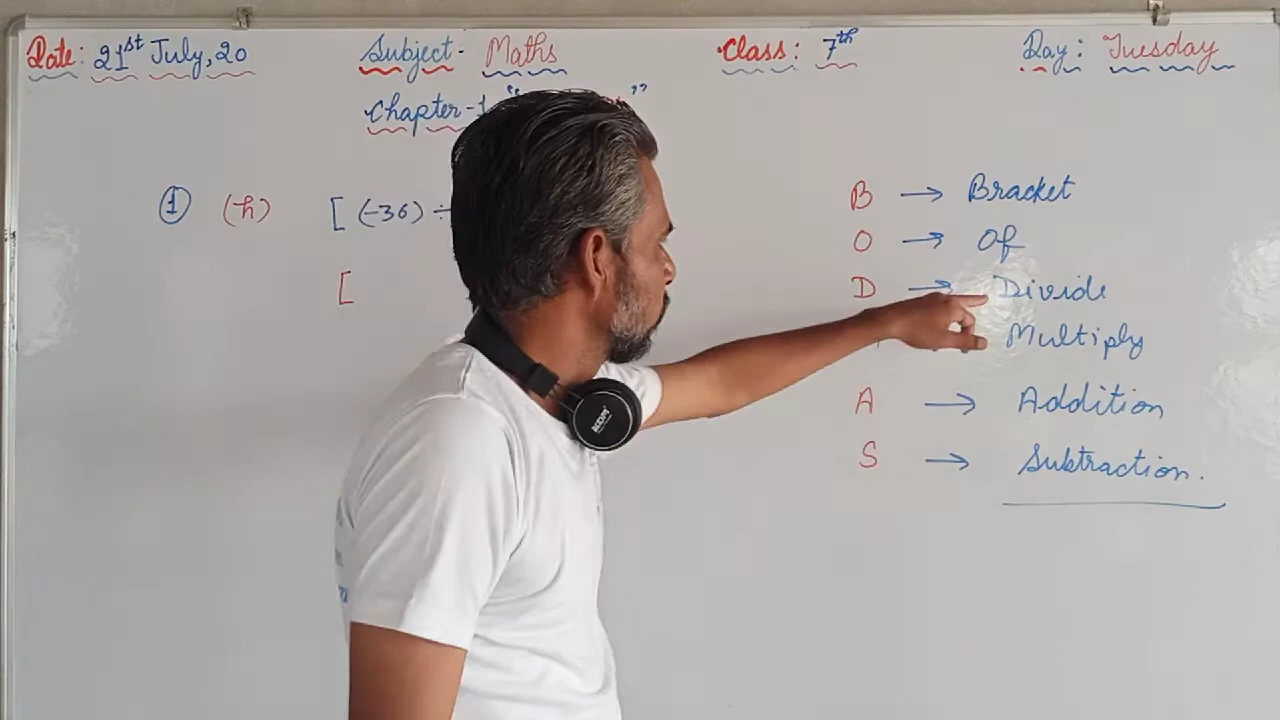 Date: 21st July, 20 Subject- Maths Class: 7th Day: Tuesday
Chapter-1 " "
① (h) [ (-36) ÷
[
B → Bracket
O → Of
D → Divide
Multiply
A → Addition
S → Subtraction.